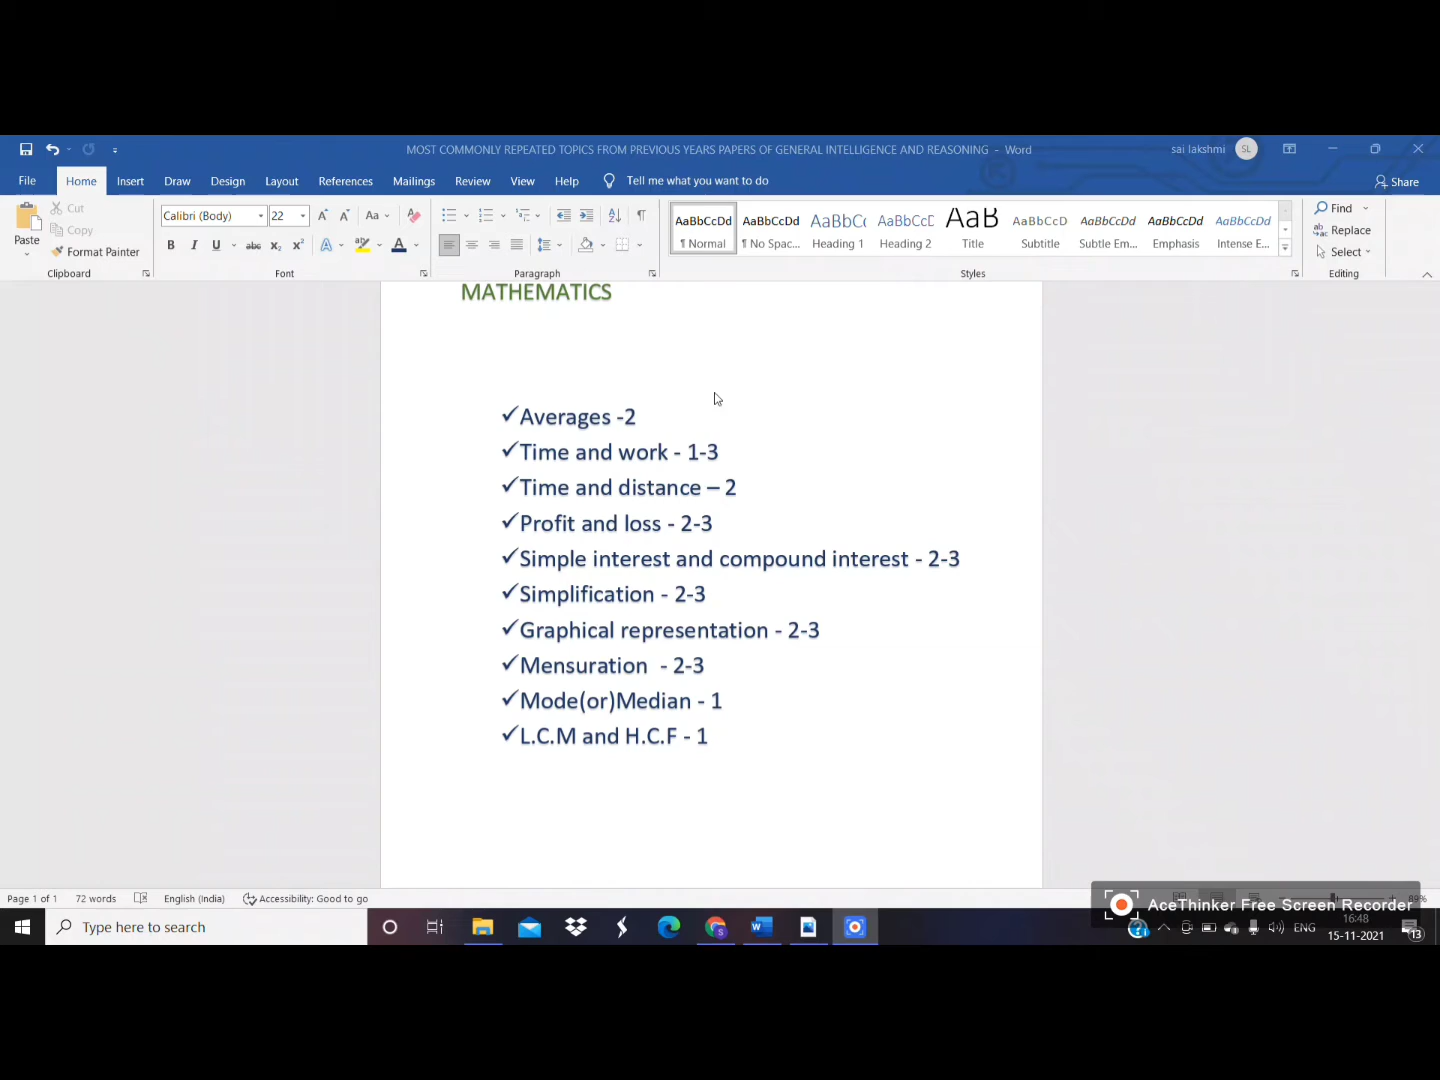 MOST COMMONLY REPEATED TOPICS FROM PREVIOUS YEARS PAPERS OF GENERAL INTELLIGENCE AND REASONING - Word
sai lakshmi SL
File Home Insert Draw Design Layout References Mailings Review View Help Tell me what you want to do Share
Paste
Cut
Copy
Format Painter
Clipboard
Calibri (Body) 22
Font
Paragraph
AaBbCcDd AaBbCcDd AaBbC( AaBbCcD AaB AaBbCcD AaBbCcDd AaBbCcDd AaBbCcDd
¶ Normal ¶ No Spac... Heading 1 Heading 2 Title Subtitle Subtle Em... Emphasis Intense E...
Styles
Find
Replace
Select
Editing
MATHEMATICS
✓Averages -2
✓Time and work - 1-3
✓Time and distance – 2
✓Profit and loss - 2-3
✓Simple interest and compound interest - 2-3
✓Simplification - 2-3
✓Graphical representation - 2-3
✓Mensuration  - 2-3
✓Mode(or)Median - 1
✓L.C.M and H.C.F - 1
Page 1 of 1 72 words English (India) Accessibility: Good to go
AceThinker Free Screen Recorder
Type here to search
ENG
16:48
15-11-2021
13